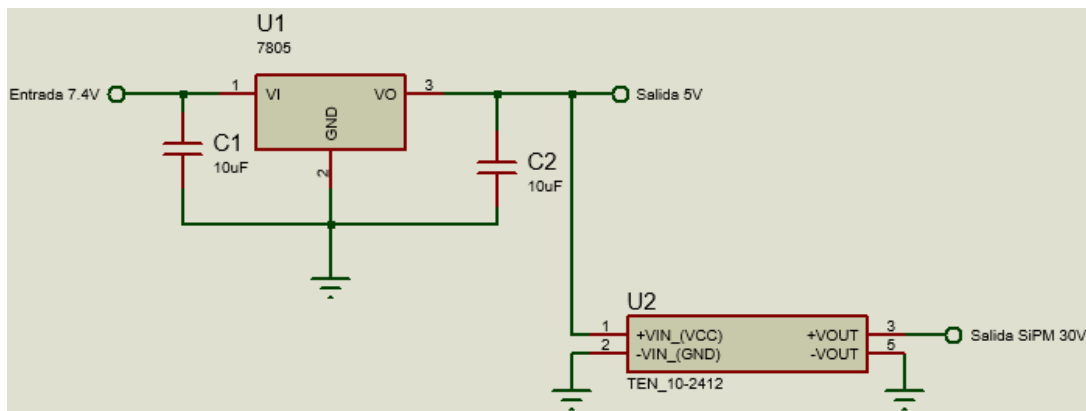 U1
7805
Entrada 7.4V
1
VI
VO
3
Salida 5V
GND
2
C1
10uF
C2
10uF
U2
1
+VIN_(VCC)
+VOUT
3
Salida SiPM 30V
2
-VIN_(GND)
-VOUT
5
TEN_10-2412